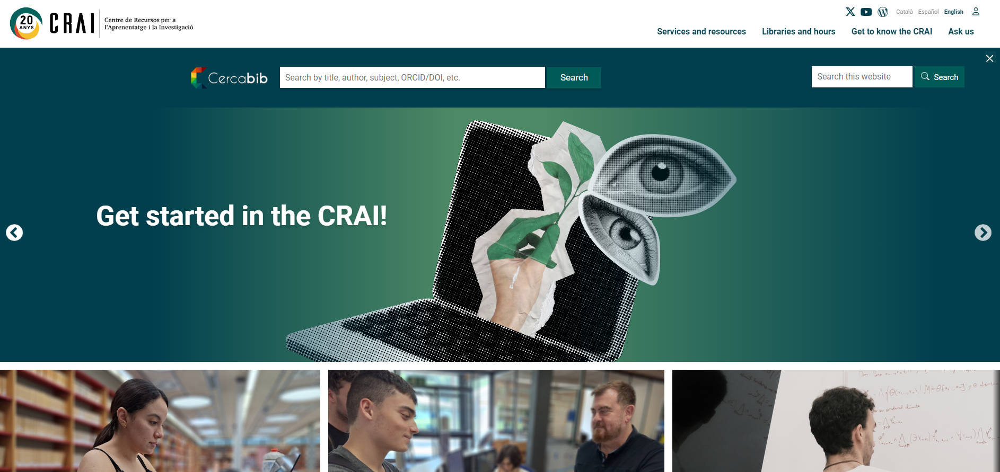 20
ANYS
CRAI
Centre de Recursos per a
l'Aprenentatge i la Investigació
Català Español English
Services and resources Libraries and hours Get to know the CRAI Ask us
Cercabib
Search by title, author, subject, ORCID/DOI, etc.
Search
Search this website
Search
Get started in the CRAI!